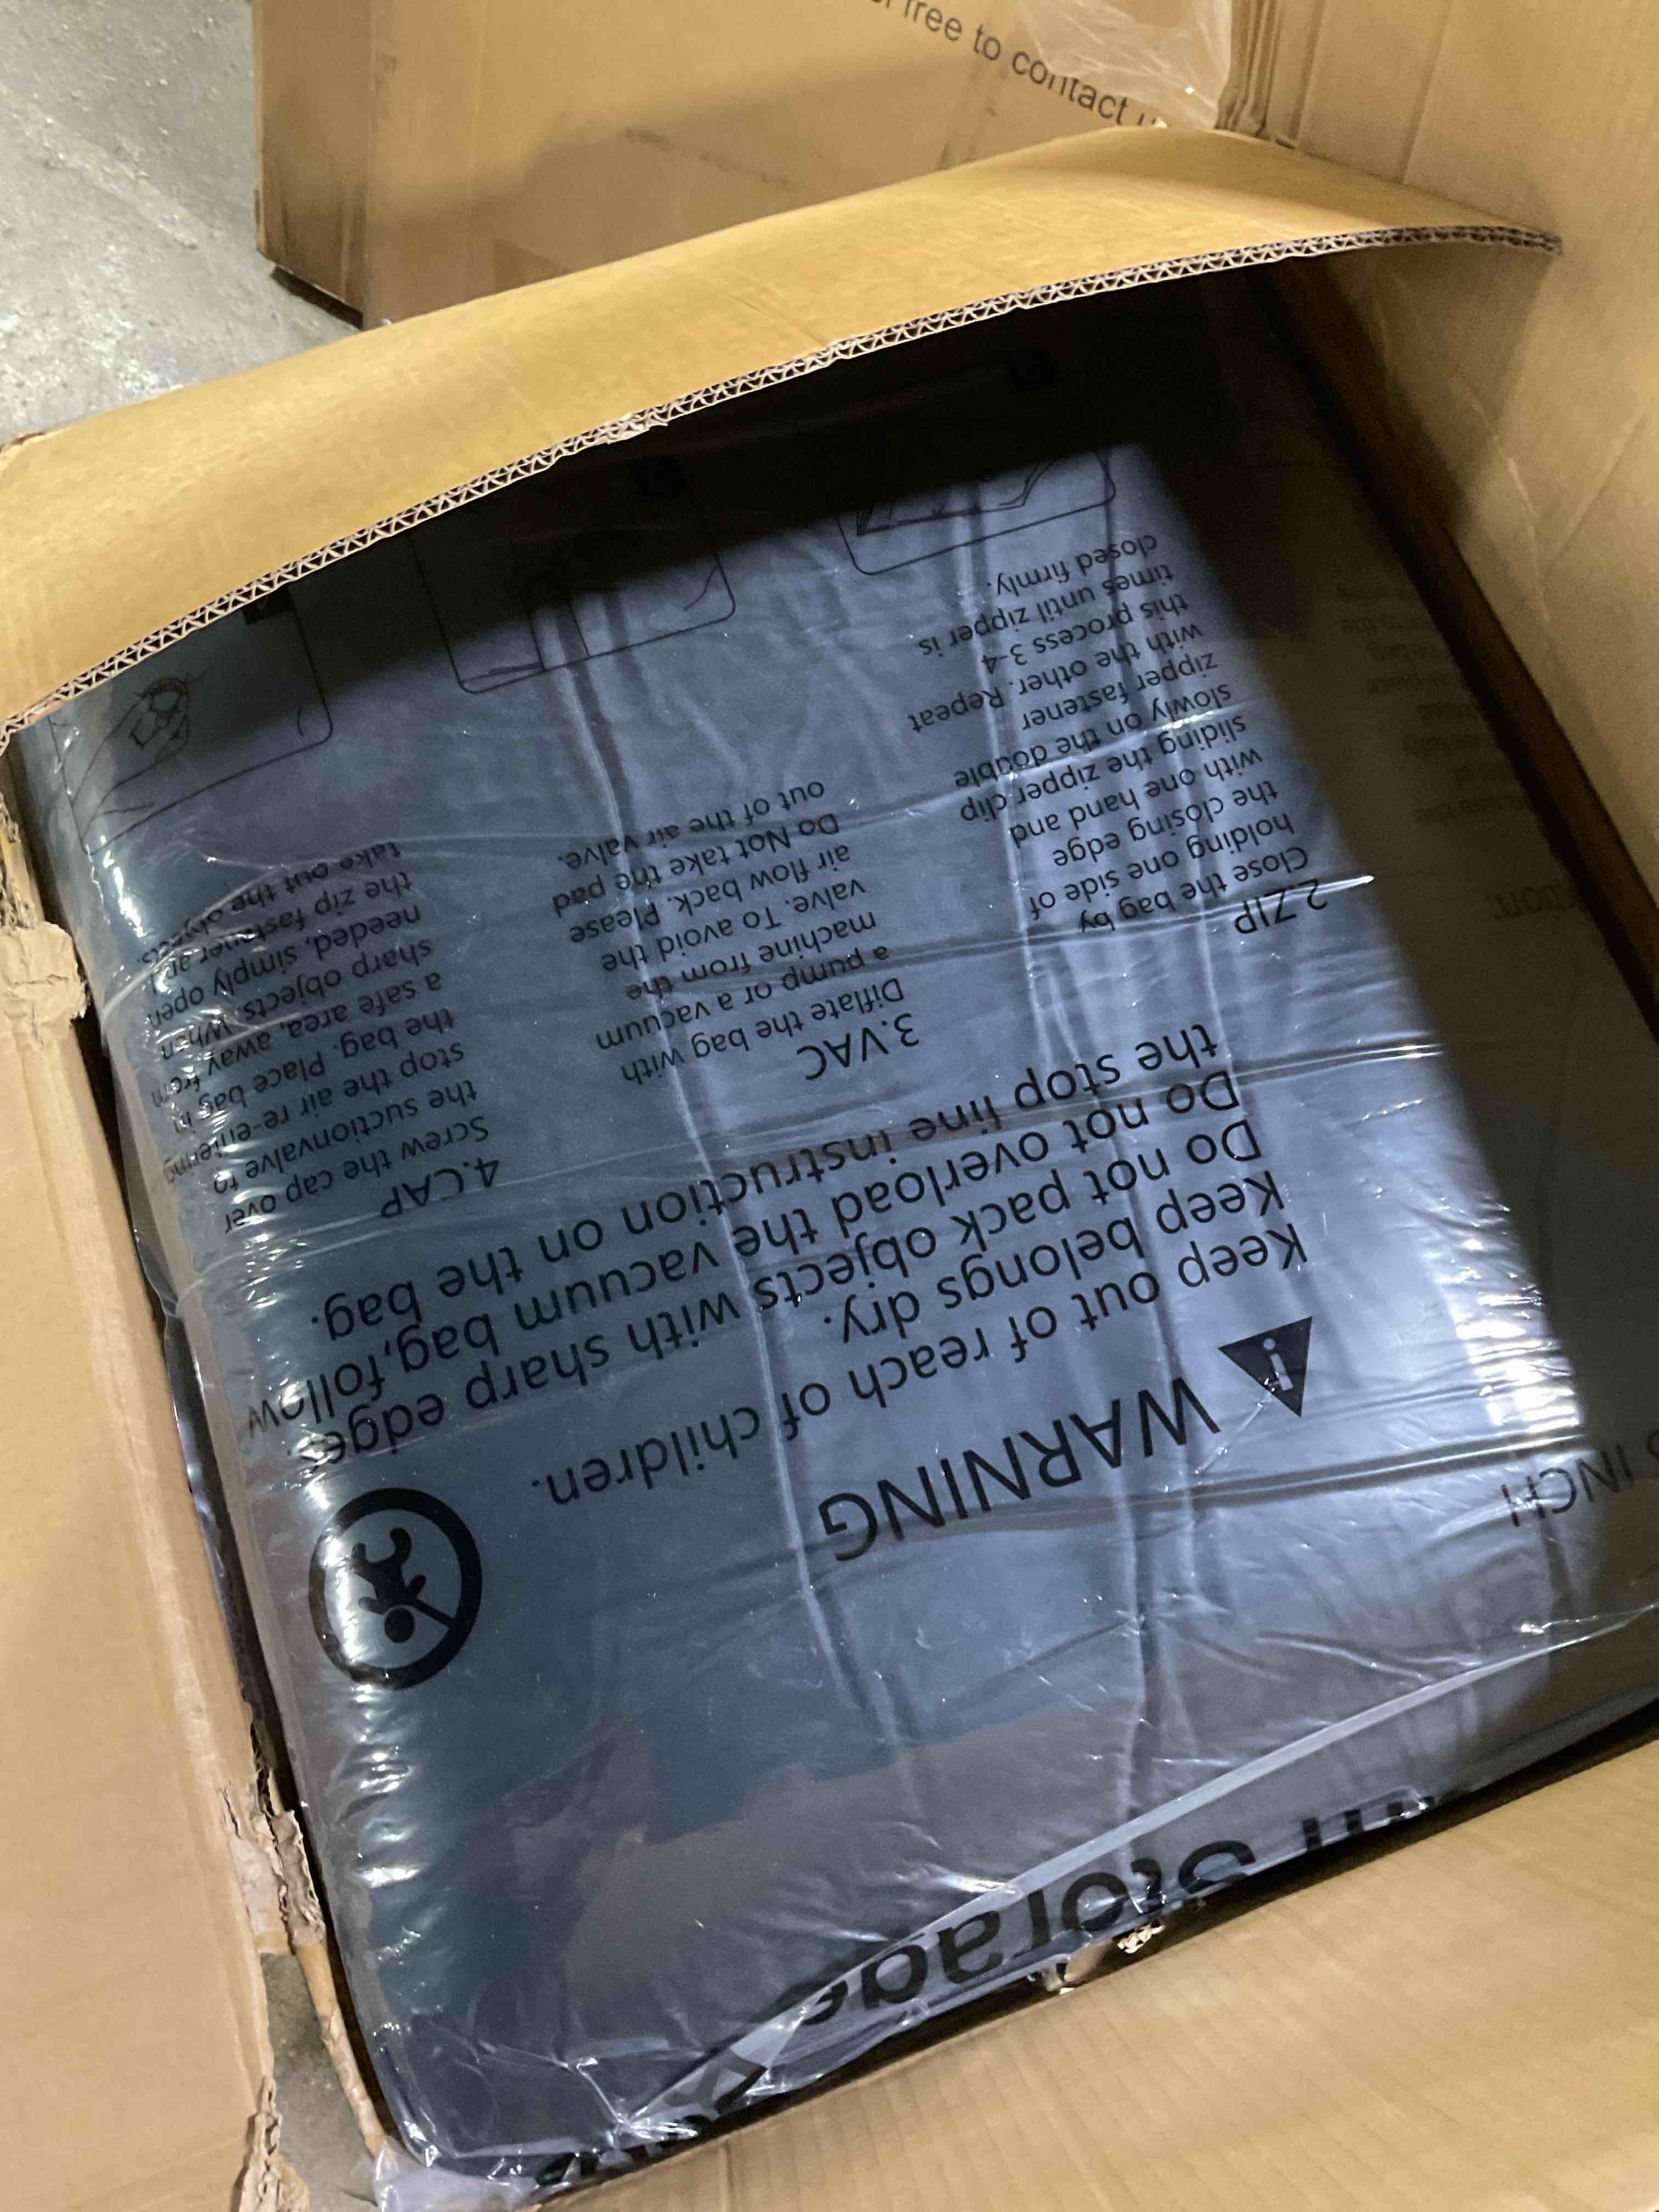 free to contact
Storage
INCH
WARNING
Keep out of reach of children.
Keep belongs dry.
Do not pack objects with sharp edges.
Do not overload the vacuum bag,follow
the stop line instruction on the bag.
2.ZIP
Close the bag by
holding one side of
the closing edge
with one hand and
sliding the zipper clip
slowly on the double
zipper fastener
with the other. Repeat
this process 3-4
times until zipper is
closed firmly.
3.VAC
Diflate the bag with
a pump or a vacuum
machine from the
valve. To avoid the
air flow back. Please
Do Not take the pad
out of the air valve.
4.CAP
Screw the cap over
the suctionvalve to
stop the air re-entering
the bag. Place bag in
a safe area, away from
sharp objects. When
needed, simply open
the zip fastener and
take out the objects.